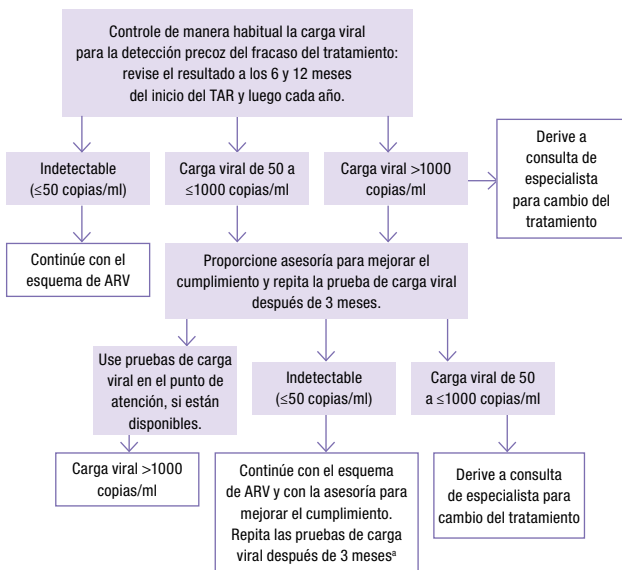 Controle de manera habitual la carga viral
para la detección precoz del fracaso del tratamiento:
revise el resultado a los 6 y 12 meses
del inicio del TAR y luego cada año.
Indetectable
(≤50 copias/ml)
Carga viral de 50 a
≤1000 copias/ml
Carga viral >1000
copias/ml
Derive a
consulta de
especialista
para cambio del
tratamiento
Continúe con el
esquema de ARV
Proporcione asesoría para mejorar el
cumplimiento y repita la prueba de carga viral
después de 3 meses.
Use pruebas de carga
viral en el punto de
atención, si están
disponibles.
Indetectable
(≤50 copias/ml)
Carga viral de 50
a ≤1000 copias/ml
Carga viral >1000
copias/ml
Continúe con el esquema
de ARV y con la asesoría para
mejorar el cumplimiento.
Repita las pruebas de carga
viral después de 3 mesesª
Derive a consulta
de especialista para
cambio del tratamiento